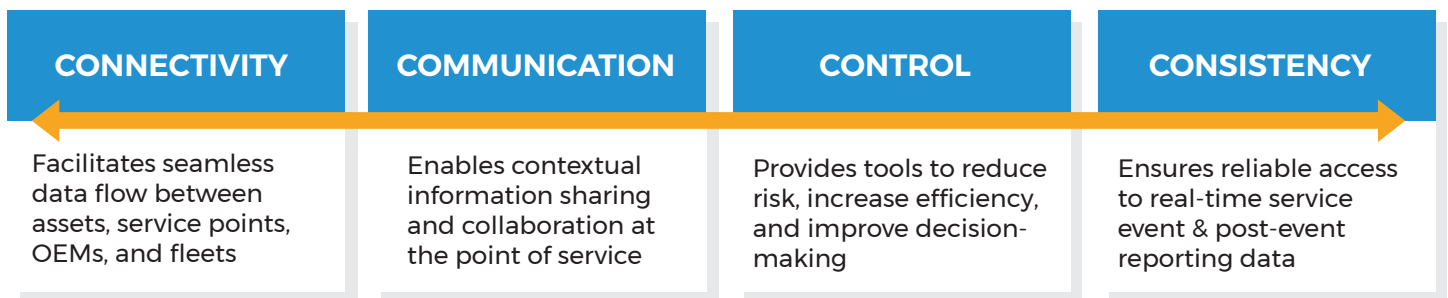 CONNECTIVITY
Facilitates seamless
data flow between
assets, service points,
OEMs, and fleets
COMMUNICATION
Enables contextual
information sharing
and collaboration at
the point of service
CONTROL
Provides tools to reduce
risk, increase efficiency,
and improve decision-
making
CONSISTENCY
Ensures reliable access
to real-time service
event & post-event
reporting data